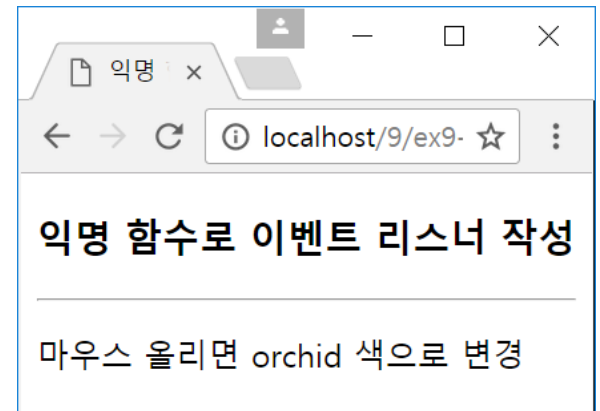 익명
localhost/9/ex9-
익명 함수로 이벤트 리스너 작성
마우스 올리면 orchid 색으로 변경